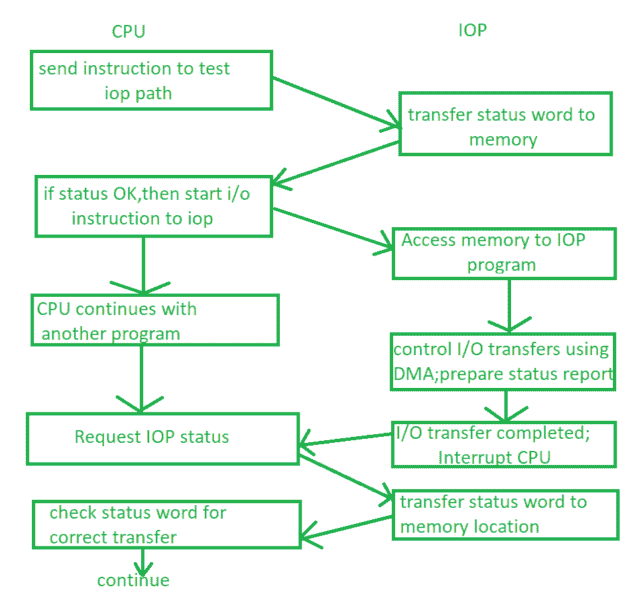 CPU
IOP
send instruction to test
iop path
transfer status word to
memory
if status OK,then start i/o
instruction to iop
Access memory to IOP
program
CPU continues with
another program
control I/O transfers using
DMA;prepare status report
Request IOP status
I/O transfer completed;
Interrupt CPU
check status word for
correct transfer
transfer status word to
memory location
continue